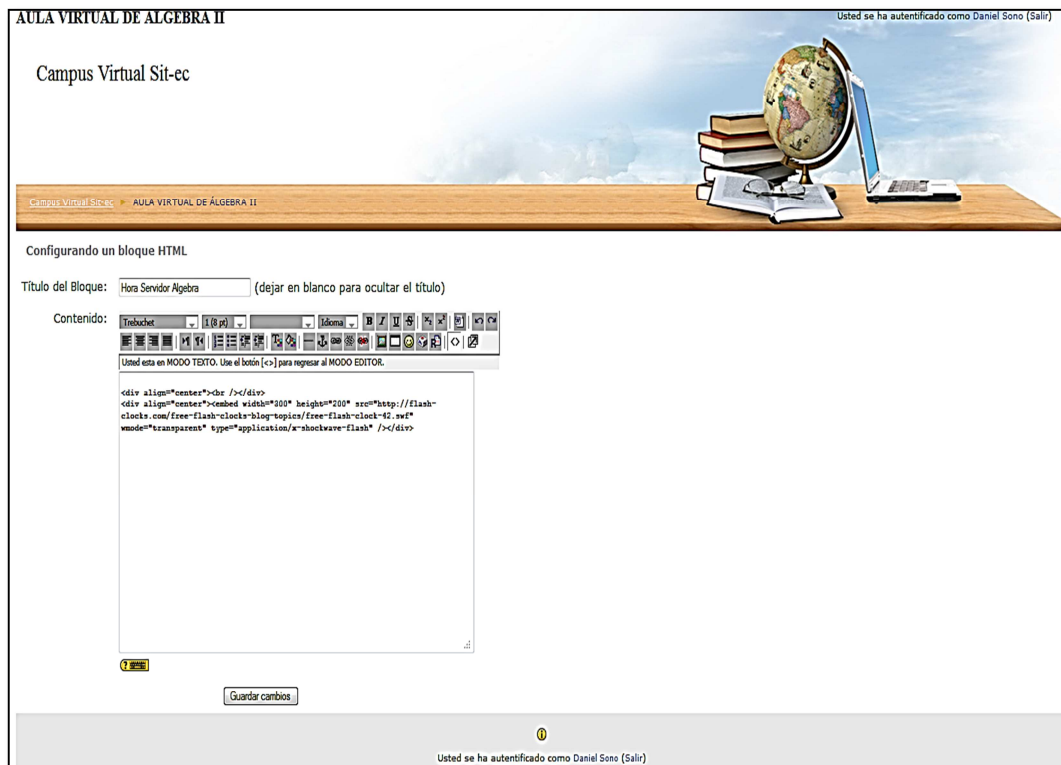 AULA VIRTUAL DE ALGEBRA II
Usted se ha autentificado como Daniel Sono (Salir)
Campus Virtual Sit-ec
Campus Virtual Sit-ec ► AULA VIRTUAL DE ÁLGEBRA II
Configurando un bloque HTML
Título del Bloque: Hora Servidor Algebra (dejar en blanco para ocultar el título)
Contenido: Trebuchet 1 (8 pt) Idioma B I U S
Usted esta en MODO TEXTO. Use el botón [<>] para regresar al MODO EDITOR.
<div align="center"><br /></div>
<div align="center"><embed width="200" height="200" src="http://flash-
clocks.com/free-flash-clocks-blog-topics/free-flash-clock-42.swf"
wmode="transparent" type="application/x-shockwave-flash" /></div>
Guardar cambios
Usted se ha autentificado como Daniel Sono (Salir)